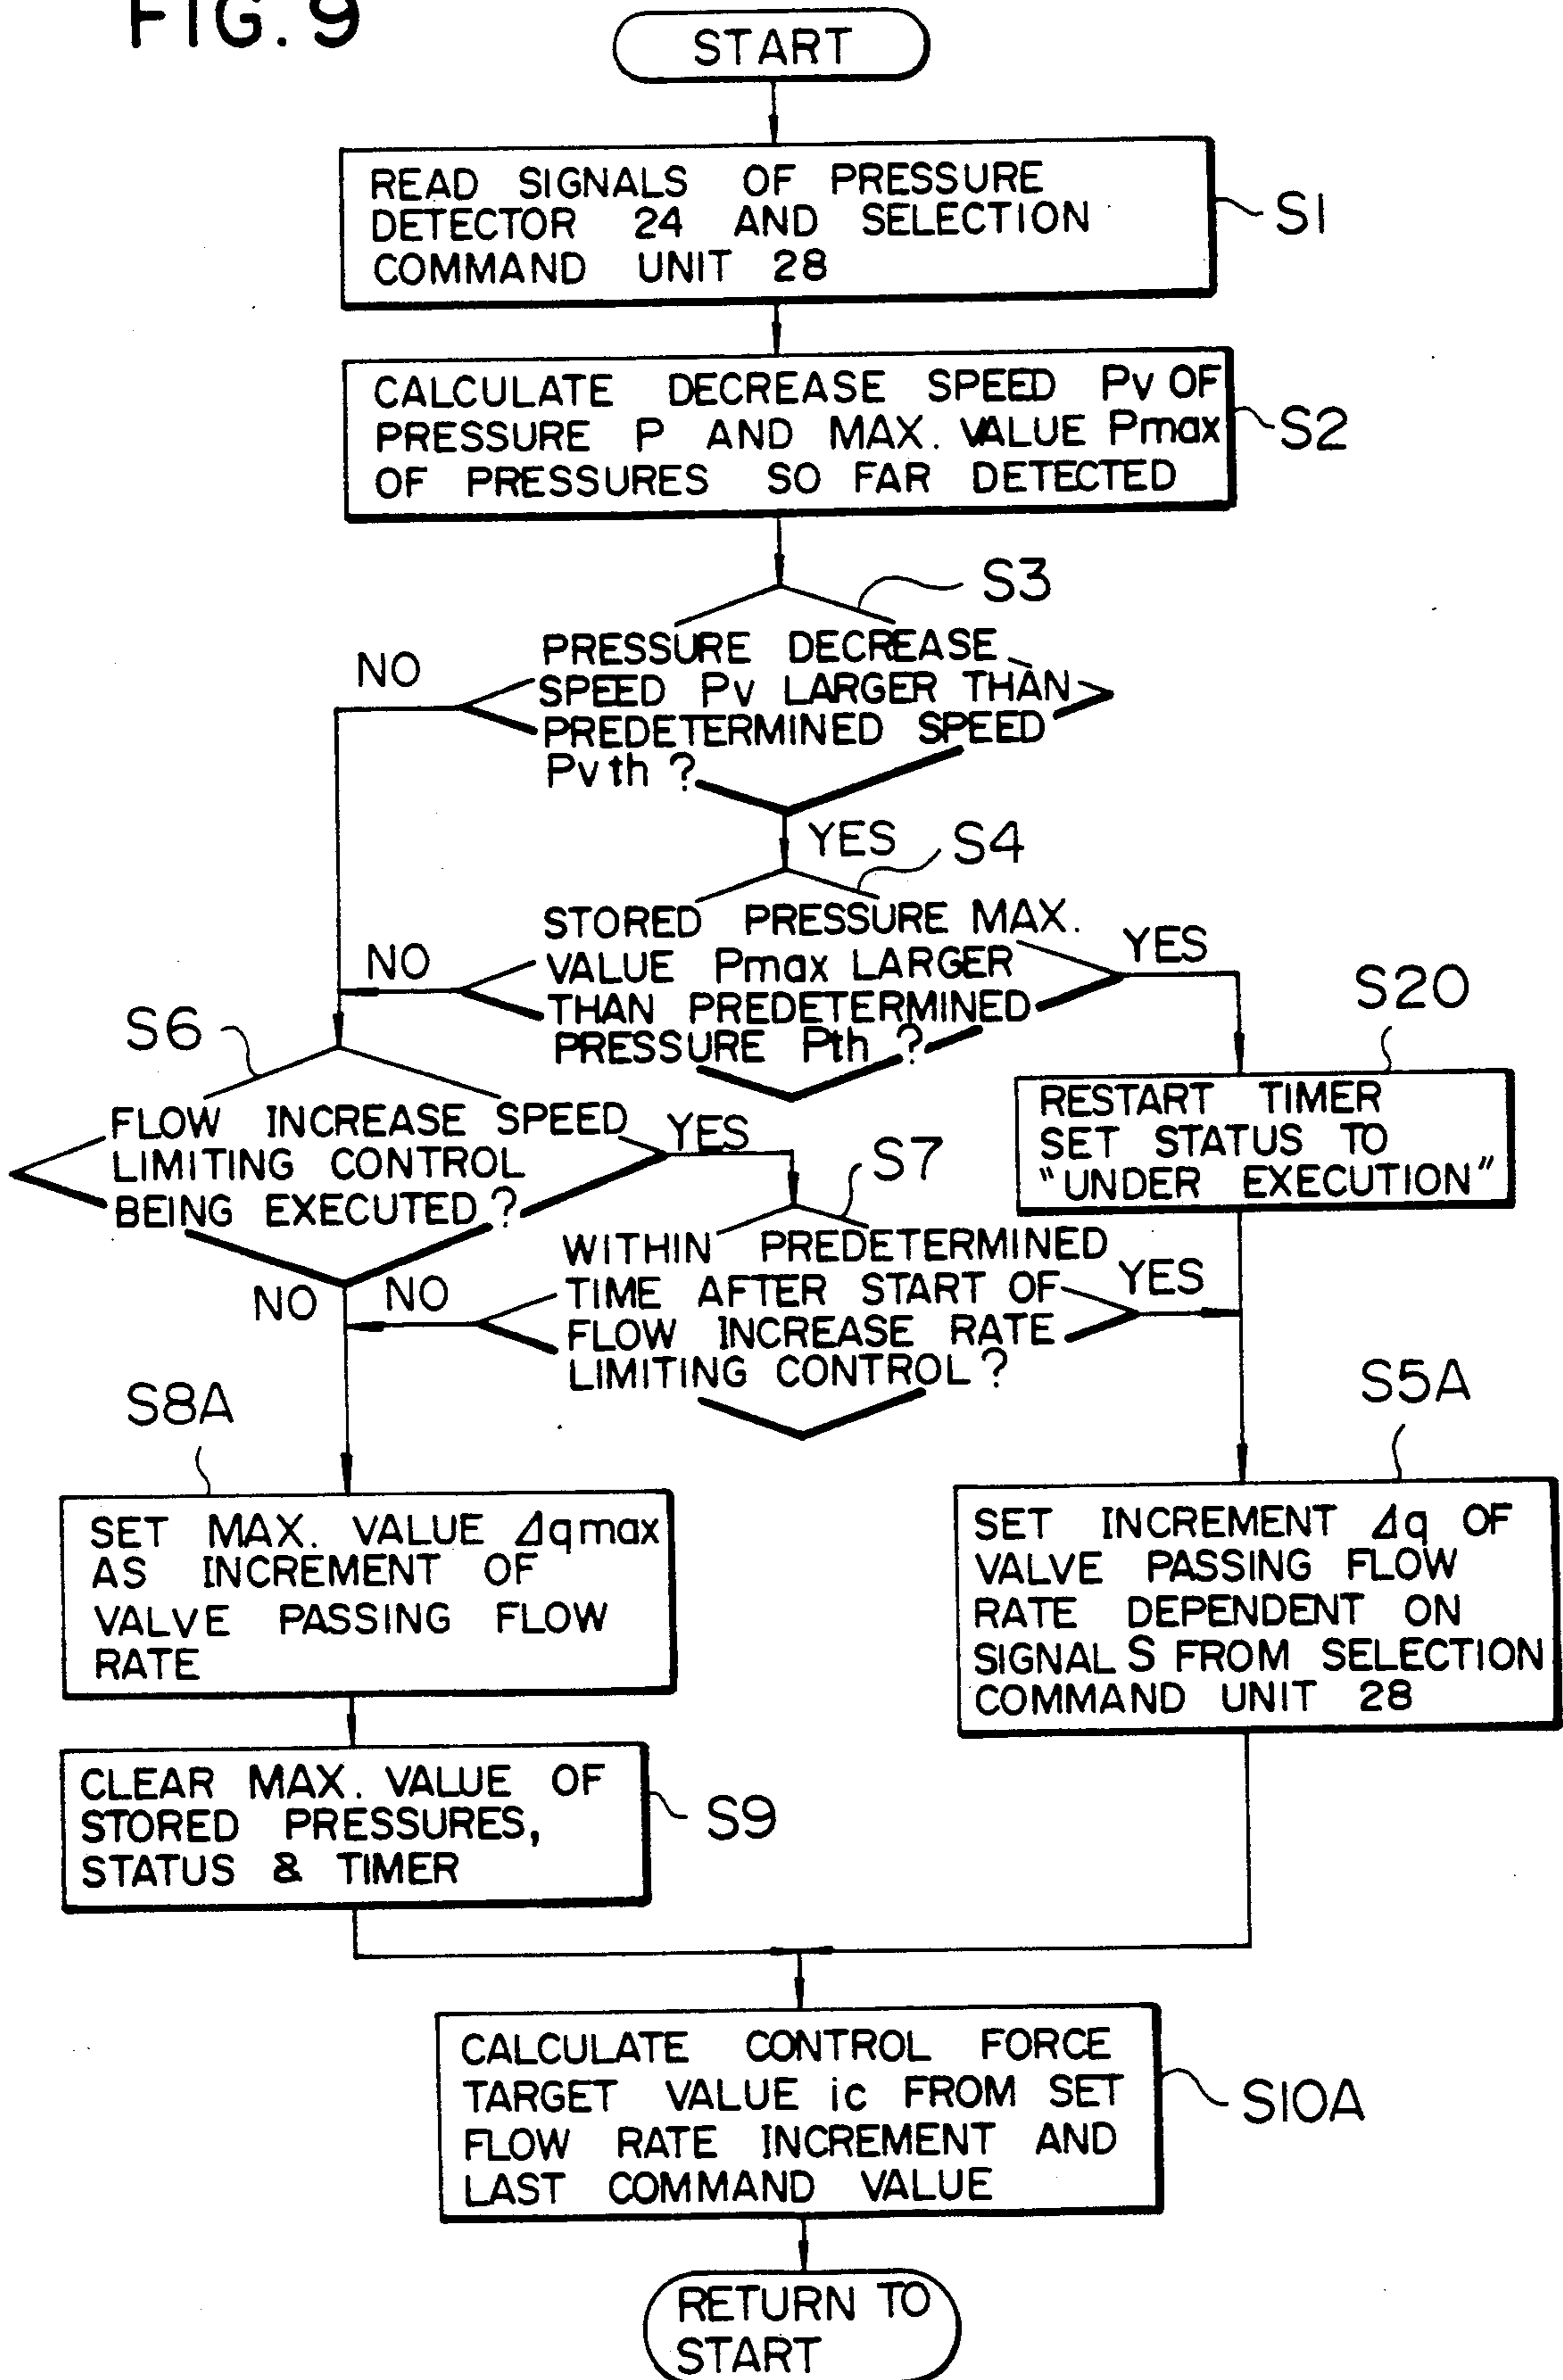 FIG. 9
START
READ SIGNALS OF PRESSURE
DETECTOR 24 AND SELECTION
COMMAND UNIT 28
S1
CALCULATE DECREASE SPEED Pv OF
PRESSURE P AND MAX. VALUE Pmax
OF PRESSURES SO FAR DETECTED
S2
S3
PRESSURE DECREASE
SPEED Pv LARGER THAN
PREDETERMINED SPEED
Pvth ?
NO
YES
S4
STORED PRESSURE MAX.
VALUE Pmax LARGER
THAN PREDETERMINED
PRESSURE Pth ?
NO
YES
S20
RESTART TIMER
SET STATUS TO
"UNDER EXECUTION"
S6
FLOW INCREASE SPEED
LIMITING CONTROL
BEING EXECUTED ?
YES
NO
S7
WITHIN PREDETERMINED
TIME AFTER START OF
FLOW INCREASE RATE
LIMITING CONTROL ?
NO
YES
S8A
SET MAX. VALUE Δqmax
AS INCREMENT OF
VALVE PASSING FLOW
RATE
S5A
SET INCREMENT Δq OF
VALVE PASSING FLOW
RATE DEPENDENT ON
SIGNAL S FROM SELECTION
COMMAND UNIT 28
CLEAR MAX. VALUE OF
STORED PRESSURES,
STATUS & TIMER
S9
CALCULATE CONTROL FORCE
TARGET VALUE ic FROM SET
FLOW RATE INCREMENT AND
LAST COMMAND VALUE
S10A
RETURN TO
START